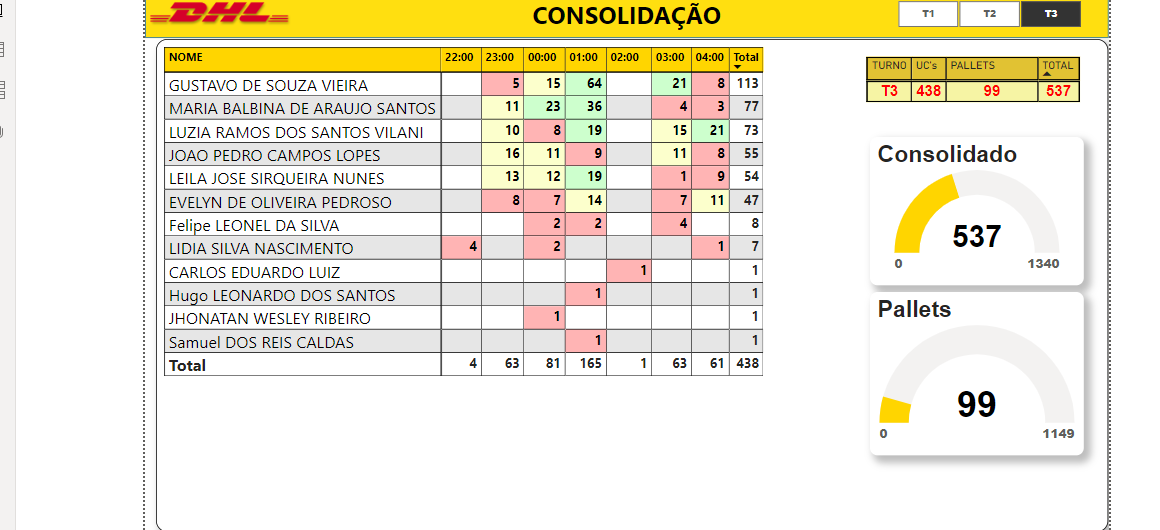 DHL
CONSOLIDAÇÃO
T1 T2 T3
NOME 22:00 23:00 00:00 01:00 02:00 03:00 04:00 Total
GUSTAVO DE SOUZA VIEIRA 5 15 64 21 8 113
MARIA BALBINA DE ARAUJO SANTOS 11 23 36 4 3 77
LUZIA RAMOS DOS SANTOS VILANI 10 8 19 15 21 73
JOAO PEDRO CAMPOS LOPES 16 11 9 11 8 55
LEILA JOSE SIRQUEIRA NUNES 13 12 19 1 9 54
EVELYN DE OLIVEIRA PEDROSO 8 7 14 7 11 47
Felipe LEONEL DA SILVA 2 2 4 8
LIDIA SILVA NASCIMENTO 4 2 1 7
CARLOS EDUARDO LUIZ 1 1
Hugo LEONARDO DOS SANTOS 1 1
JHONATAN WESLEY RIBEIRO 1 1
Samuel DOS REIS CALDAS 1 1
Total 4 63 81 165 1 63 61 438
TURNO UC's PALLETS TOTAL
T3 438 99 537
Consolidado
537
0 1340
Pallets
99
0 1149